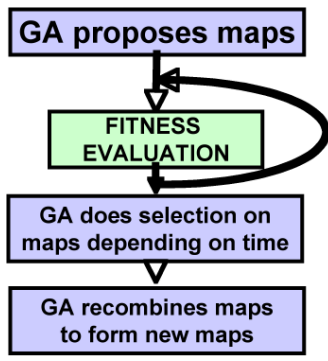 GA proposes maps
FITNESS
EVALUATION
GA does selection on
maps depending on time
GA recombines maps
to form new maps